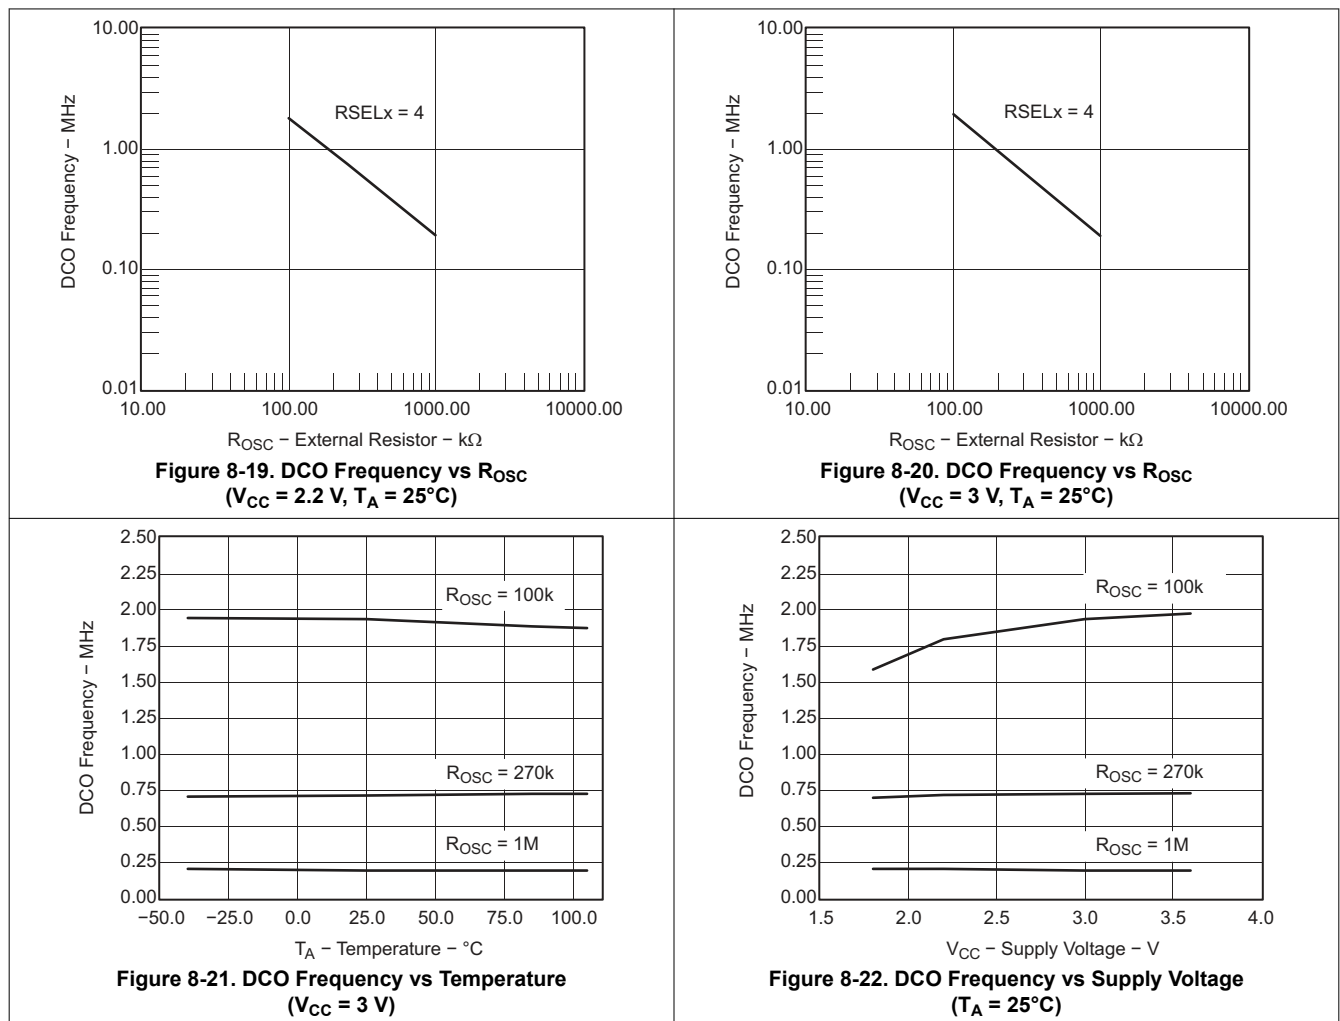 10.00
1.00
0.10
0.01
DCO Frequency − MHz
RSELx = 4
10.00 100.00 1000.00 10000.00
ROSC − External Resistor − kΩ
Figure 8-19. DCO Frequency vs ROSC
(VCC = 2.2 V, TA = 25°C)
10.00
1.00
0.10
0.01
DCO Frequency − MHz
RSELx = 4
10.00 100.00 1000.00 10000.00
ROSC − External Resistor − kΩ
Figure 8-20. DCO Frequency vs ROSC
(VCC = 3 V, TA = 25°C)
2.50
2.25
2.00
1.75
1.50
1.25
1.00
0.75
0.50
0.25
0.00
DCO Frequency − MHz
ROSC = 100k
ROSC = 270k
ROSC = 1M
−50.0 −25.0 0.0 25.0 50.0 75.0 100.0
TA − Temperature − °C
Figure 8-21. DCO Frequency vs Temperature
(VCC = 3 V)
2.50
2.25
2.00
1.75
1.50
1.25
1.00
0.75
0.50
0.25
0.00
DCO Frequency − MHz
ROSC = 100k
ROSC = 270k
ROSC = 1M
1.5 2.0 2.5 3.0 3.5 4.0
VCC − Supply Voltage − V
Figure 8-22. DCO Frequency vs Supply Voltage
(TA = 25°C)